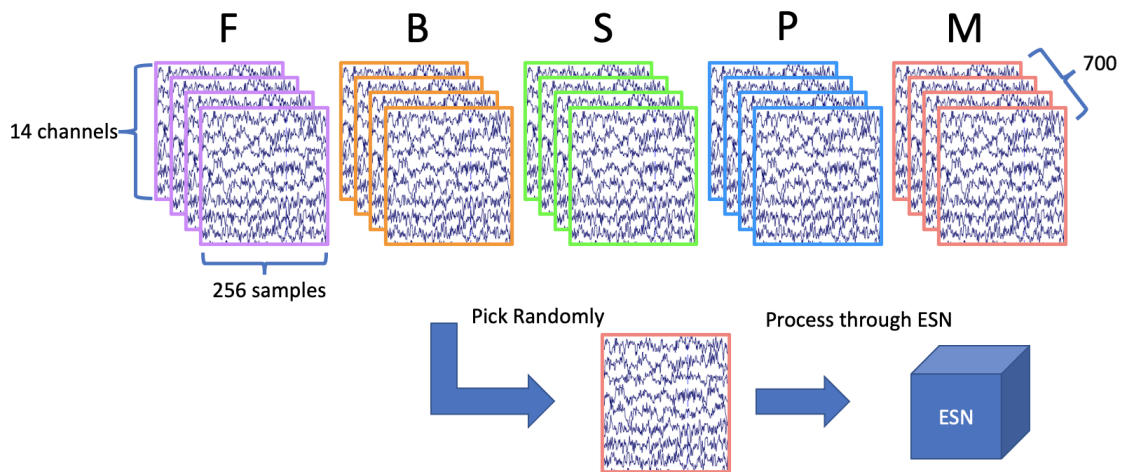 F
B
S
P
M
700
14 channels
256 samples
Pick Randomly
Process through ESN
ESN